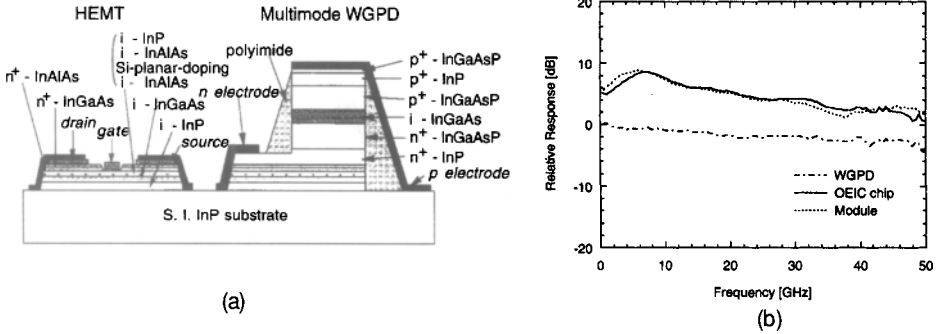 HEMT
Multimode WGPD
i - InP
i - InAlAs
Si-planar-doping
i - InAlAs
n+ - InAlAs
n+ - InGaAs
drain
gate
i - InGaAs
i - InP
source
polyimide
n electrode
p+ - InGaAsP
p+ - InP
p+ - InGaAsP
i - InGaAs
n+ - InGaAsP
n+ - InP
p electrode
S. I. InP substrate
(a)
Relative Response [dB]
20
10
0
10
20
WGPD
OEIC chip
Module
0
10
20
30
40
50
Frequency [GHz]
(b)